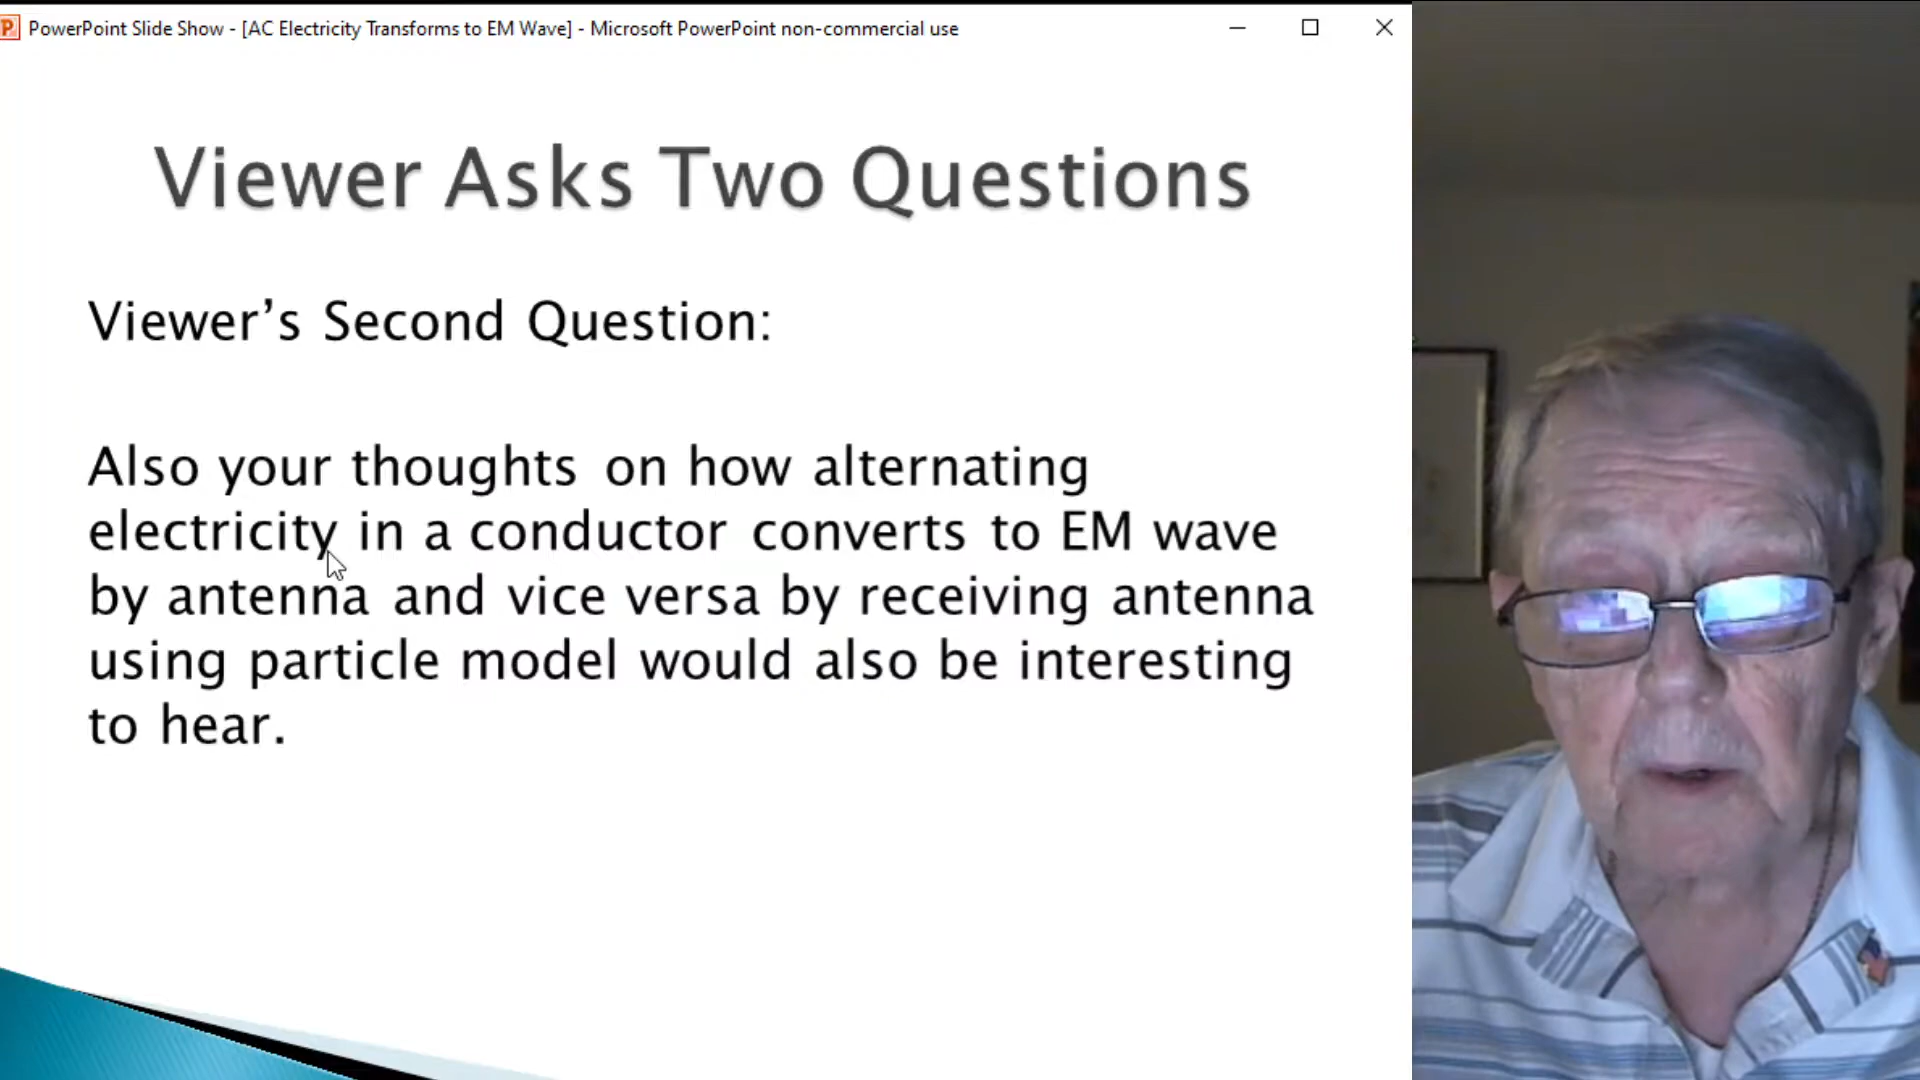 PowerPoint Slide Show - [AC Electricity Transforms to EM Wave] - Microsoft PowerPoint non-commercial use
Viewer Asks Two Questions
Viewer’s Second Question:
Also your thoughts on how alternating
electricity in a conductor converts to EM wave
by antenna and vice versa by receiving antenna
using particle model would also be interesting
to hear.